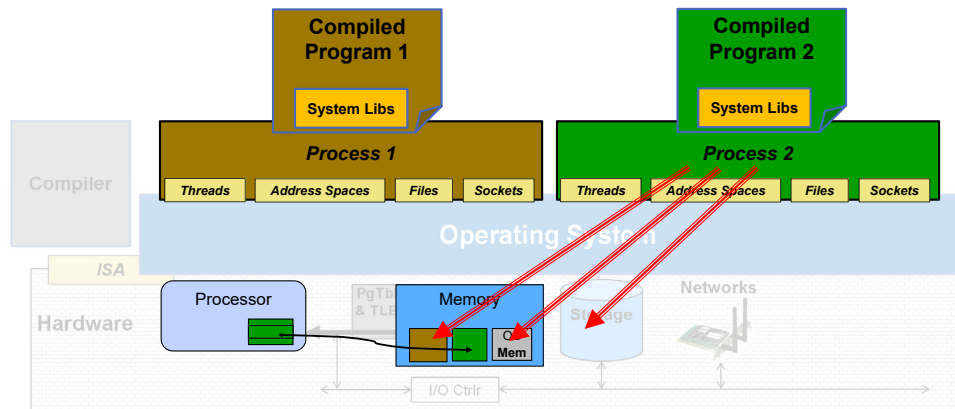 Compiled
Program 1
System Libs
Compiled
Program 2
System Libs
Process 1
Process 2
Threads
Address Spaces
Files
Sockets
Threads
Address Spaces
Files
Sockets
Compiler
Operating System
ISA
Hardware
Processor
PgTbl
& TLB
Memory
Mem
Storage
Networks
I/O Ctrlr